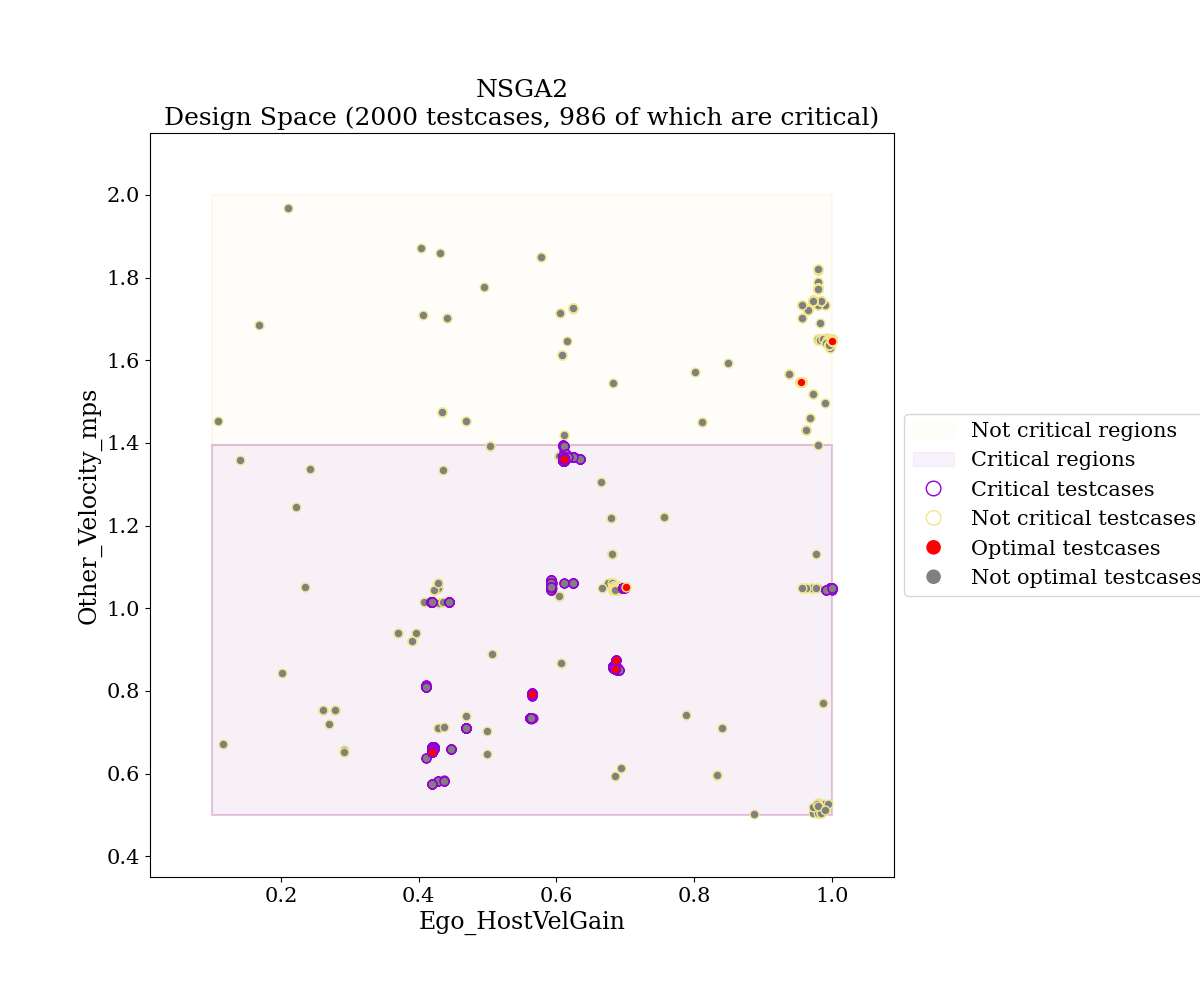 NSGA2
Design Space (2000 testcases, 986 of which are critical)
2.0
1.8
1.6
1.4
1.2
1.0
0.8
0.6
0.4
Other_Velocity_mps
0.2
0.4
0.6
0.8
1.0
Ego_HostVelGain
Not critical regions
Critical regions
Critical testcases
Not critical testcases
Optimal testcases
Not optimal testcases